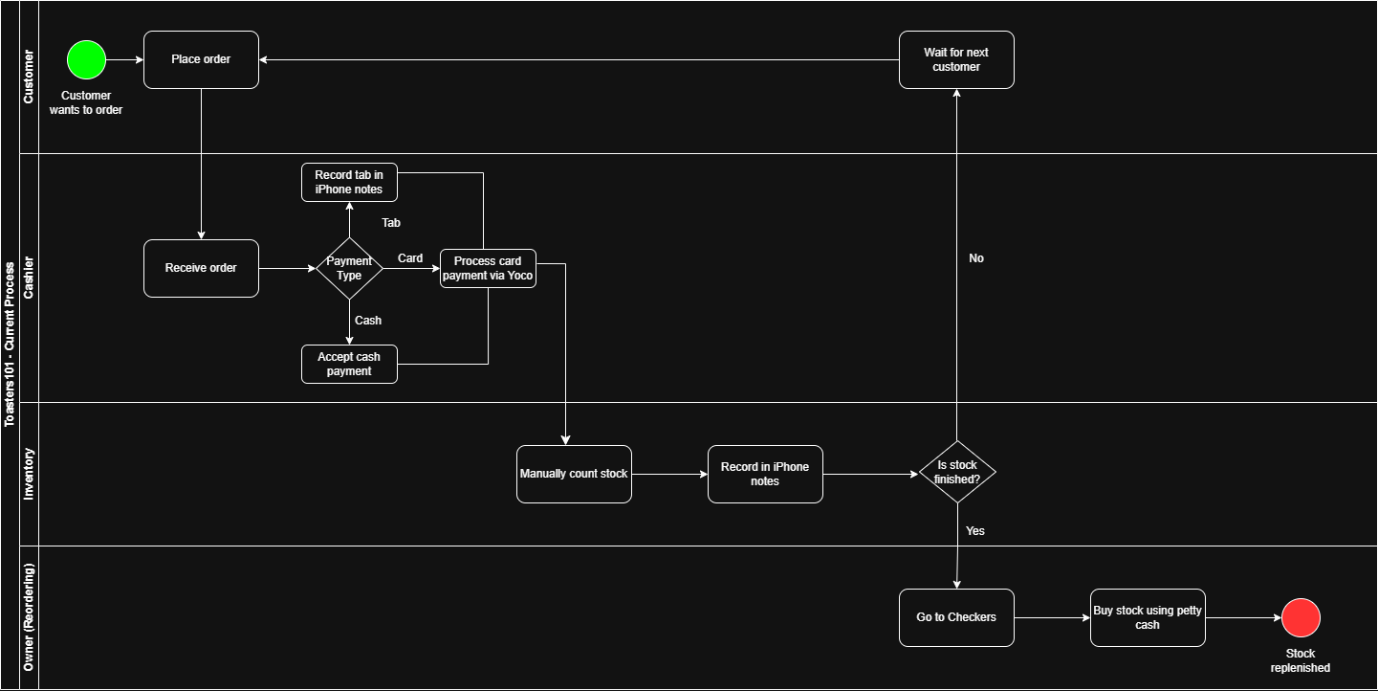 Toasters101 - Current Process
Customer
Customer
wants to order
Place order
Wait for next
customer
Cashier
Receive order
Payment
Type
Tab
Record tab in
iPhone notes
Card
Process card
payment via Yoco
Cash
Accept cash
payment
No
Inventory
Manually count stock
Record in iPhone
notes
Is stock
finished?
Yes
Owner (Reordering)
Go to Checkers
Buy stock using petty
cash
Stock
replenished